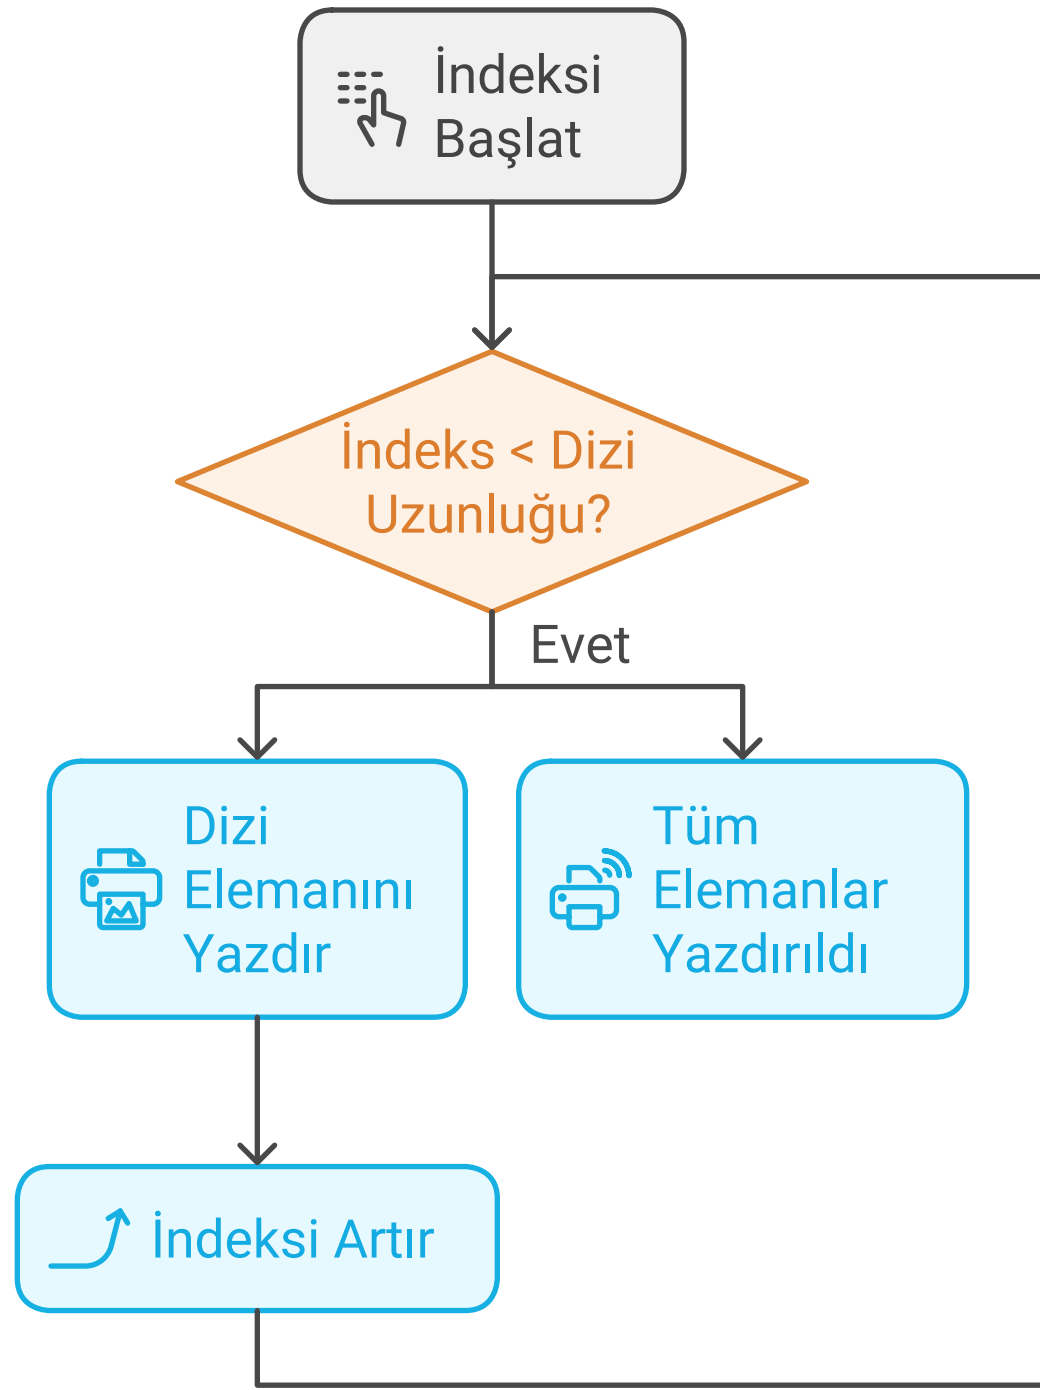 İndeksi
Başlat
İndeks < Dizi
Uzunluğu?
Evet
Dizi
Elemanını
Yazdır
Tüm
Elemanlar
Yazdırıldı
İndeksi Artır